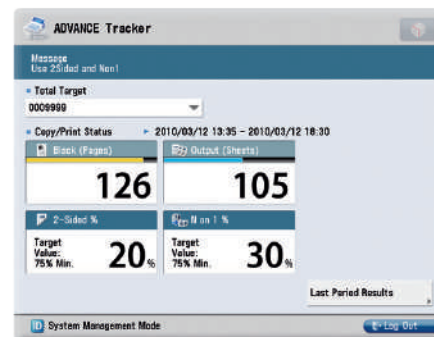 ADVANCE Tracker
Message
Use 2Sided and Non1
Total Target
0009999
Copy/Print Status 2010/03/12 13:35 - 2010/03/12 18:30
Black (Pages) Output (Sheets)
126 105
2-Sided % N on 1 %
Target Value: 75% Min. 20% Target Value: 75% Min. 30%
Last Period Results
System Management Mode Log Out